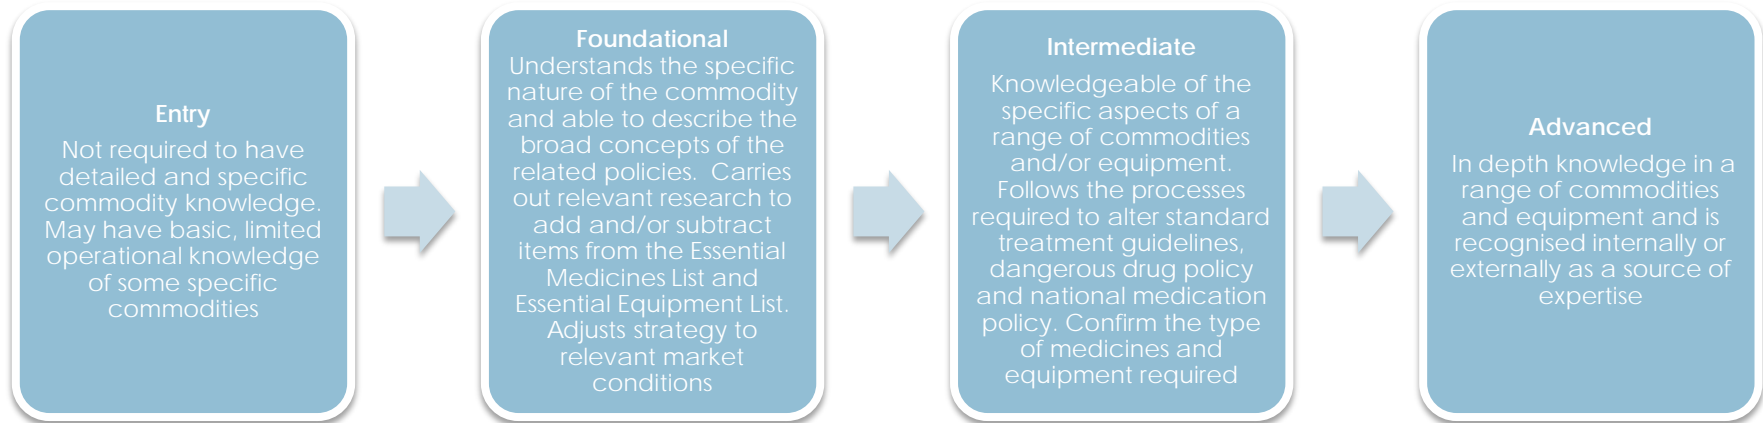 Entry
Not required to have
detailed and specific
commodity knowledge.
May have basic, limited
operational knowledge
of some specific
commodities
Foundational
Understands the specific
nature of the commodity
and able to describe the
broad concepts of the
related policies.  Carries
out relevant research to
add and/or subtract
items from the Essential
Medicines List and
Essential Equipment List.
Adjusts strategy to
relevant market
conditions
Intermediate
Knowledgeable of the
specific aspects of a
range of commodities
and/or equipment.
Follows the processes
required to alter standard
treatment guidelines,
dangerous drug policy
and national medication
policy. Confirm the type
of medicines and
equipment required
Advanced
In depth knowledge in a
range of commodities
and equipment and is
recognised internally or
externally as a source of
expertise